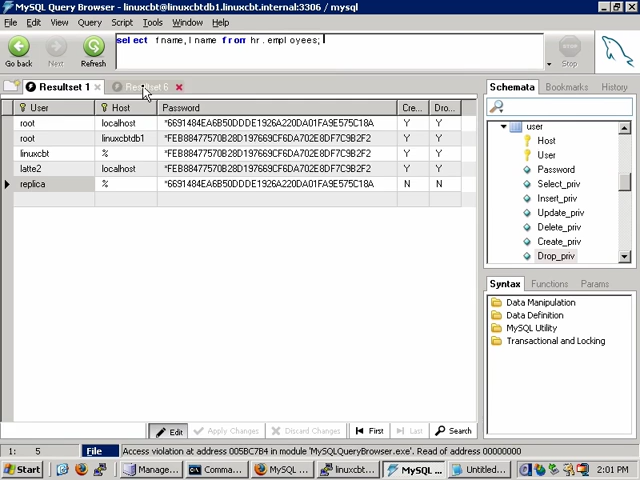 MySQL Query Browser - linuxcbt@linuxcbtdb1.linuxcbt.internal:3306 / mysql
File Edit View Query Script Tools Window Help
select fname,lname from hr.employees;
Go back Next Refresh Stop
Resultset 1 Resultset 6 Schemata Bookmarks History
User Host Password Cre... Dro...
root localhost *6691484EA6B50DDDE1926A220DA01FA9E575C18A Y Y
root linuxcbtdb1 *FEB88477570B28D197669CF6DA702E8DF7C9B2F2 Y Y
linuxcbt % *FEB88477570B28D197669CF6DA702E8DF7C9B2F2 Y Y
latte2 localhost *FEB88477570B28D197669CF6DA702E8DF7C9B2F2 Y Y
replica % *6691484EA6B50DDDE1926A220DA01FA9E575C18A N N
user
Host
User
Password
Select_priv
Insert_priv
Update_priv
Delete_priv
Create_priv
Drop_priv
Syntax Functions Params
Data Manipulation
Data Definition
MySQL Utility
Transactional and Locking
Edit Apply Changes Discard Changes First Last Search
1: 5 File Access violation at address 005BC7B4 in module 'MySQLQueryBrowser.exe'. Read of address 00000000
Start Manage... Comma... MySQL ... linuxcbt... MySQL ... Untitled... 2:01 PM